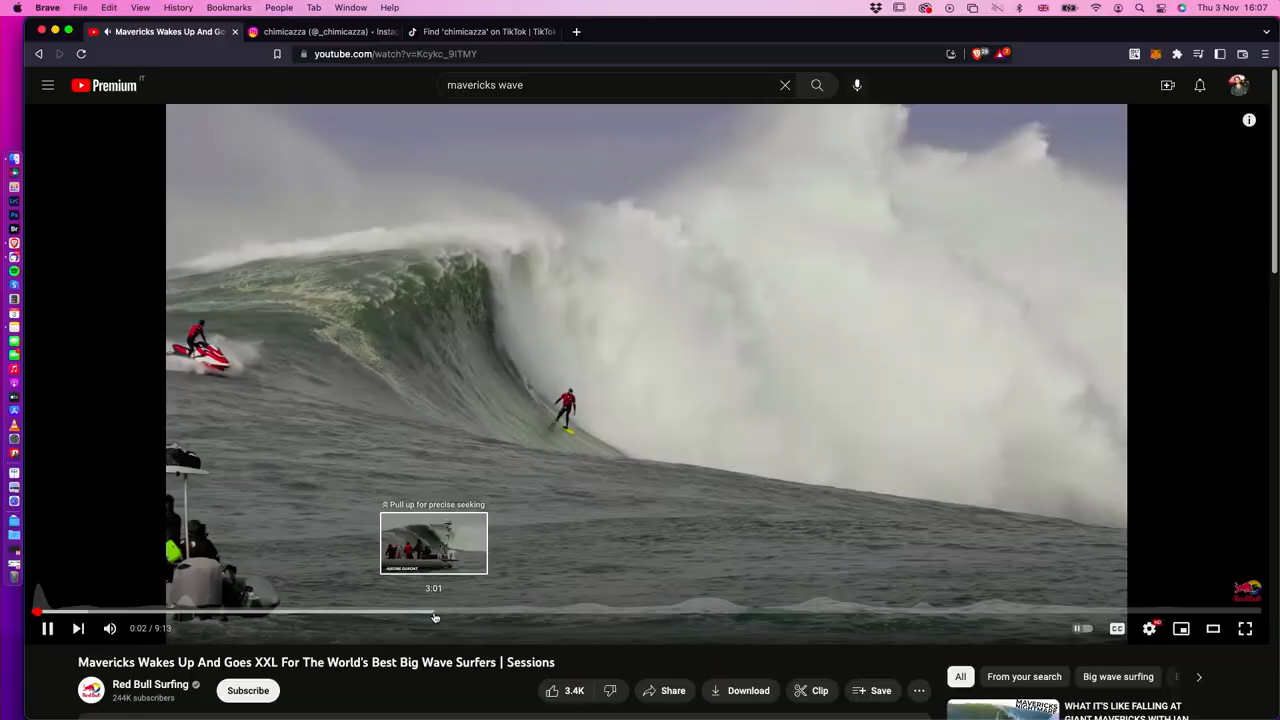 Brave File Edit View History Bookmarks People Tab Window Help
Thu 3 Nov 16:07
Mavericks Wakes Up And Go
chimicazza (@_chimicazza) • Insta
Find 'chimicazza' on TikTok | TikTok
youtube.com/watch?v=Kcykc_9ITMY
Premium IT
mavericks wave
Pull up for precise seeking
3:01
Red Bull
0:02 / 9:13
CC
HD
Mavericks Wakes Up And Goes XXL For The World's Best Big Wave Surfers | Sessions
Red Bull Surfing
244K subscribers
Subscribe
3.4K
Share
Download
Clip
Save
All
From your search
Big wave surfing
WHAT IT'S LIKE FALLING AT
GIANT MAVERICKS WITH IAN